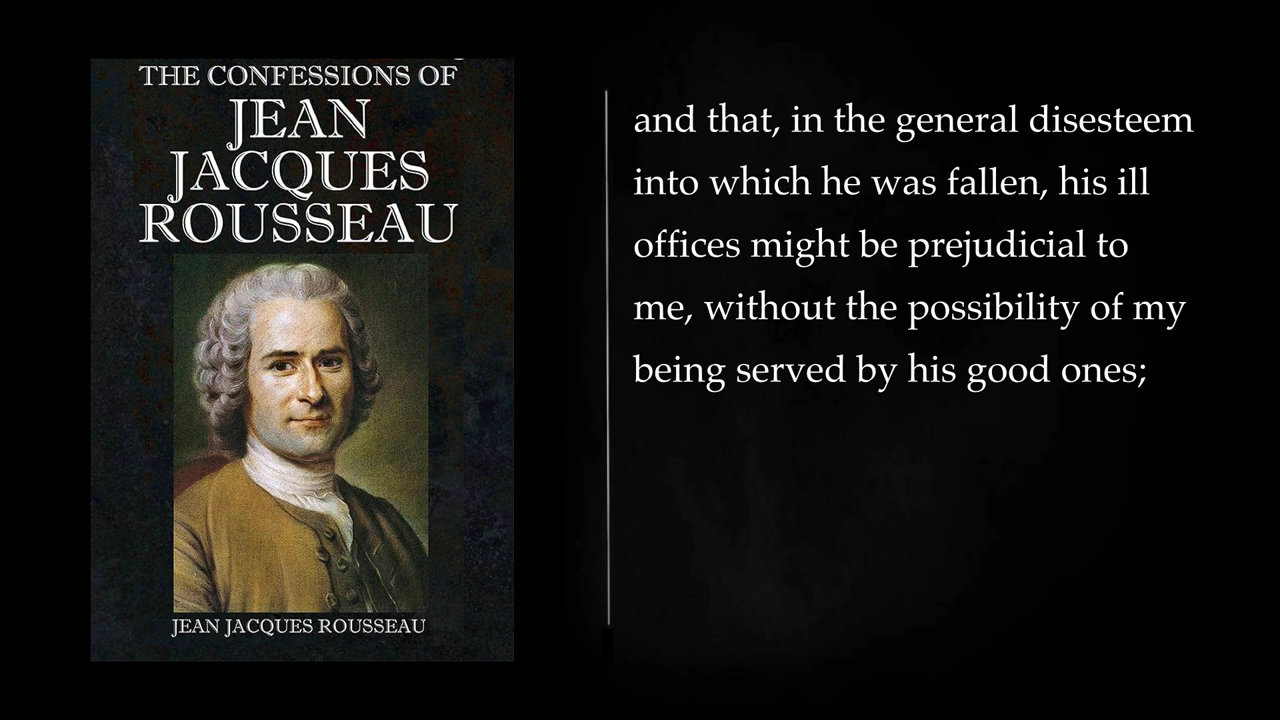 THE CONFESSIONS OF
JEAN
JACQUES
ROUSSEAU
JEAN JACQUES ROUSSEAU
and that, in the general disesteem
into which he was fallen, his ill
offices might be prejudicial to
me, without the possibility of my
being served by his good ones;